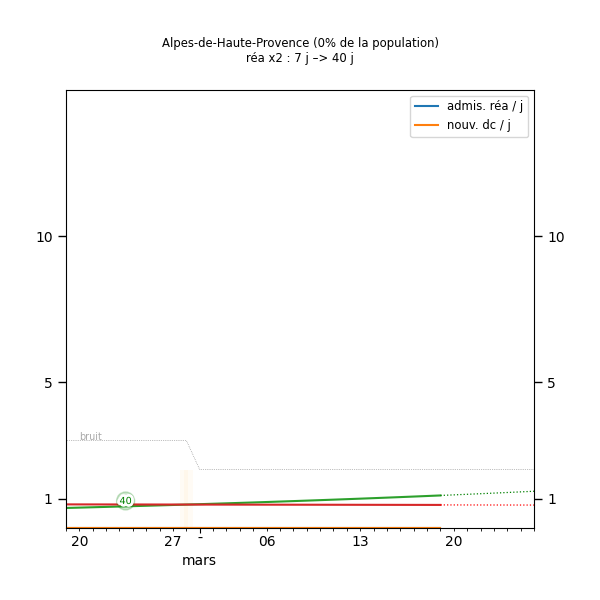 Alpes-de-Haute-Provence (0% de la population)
réa x2 : 7 j –> 40 j
admis. réa / j
nouv. dc / j
10 10
5 5
bruit
40
1 1
20 27 - 06 13 20
mars